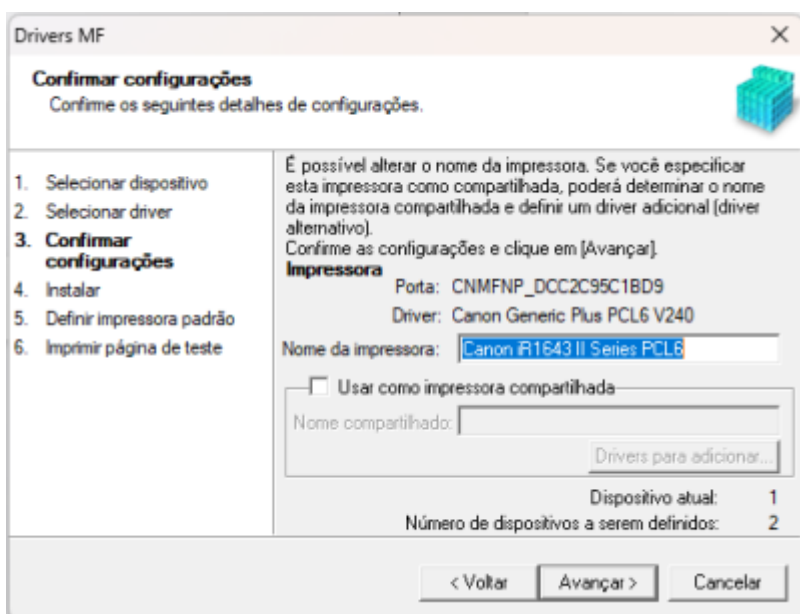 Drivers MF
Confirmar configurações
Confirme os seguintes detalhes de configurações.
1. Selecionar dispositivo
2. Selecionar driver
3. Confirmar
configurações
4. Instalar
5. Definir impressora padrão
6. Imprimir página de teste
É possível alterar o nome da impressora. Se você especificar
esta impressora como compartilhada, poderá determinar o nome
da impressora compartilhada e definir um driver adicional (driver
alternativo).
Confirme as configurações e clique em [Avançar].
Impressora
Porta: CNMFNP_DCC2C95C1BD9
Driver: Canon Generic Plus PCL6 V240
Nome da impressora: Canon iR1643 II Series PCL6
Usar como impressora compartilhada
Nome compartilhado:
Drivers para adicionar...
Dispositivo atual: 1
Número de dispositivos a serem definidos: 2
< Voltar
Avançar >
Cancelar